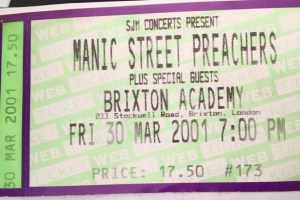 SJM CONCERTS PRESENT
MANIC STREET PREACHERS
PLUS SPECIAL GUESTS
BRIXTON ACADEMY
211 Stockwell Road, Brixton, London
FRI 30 MAR 2001 7:00 PM
PRICE: 17.50 #173
30 MAR 2001 17.50